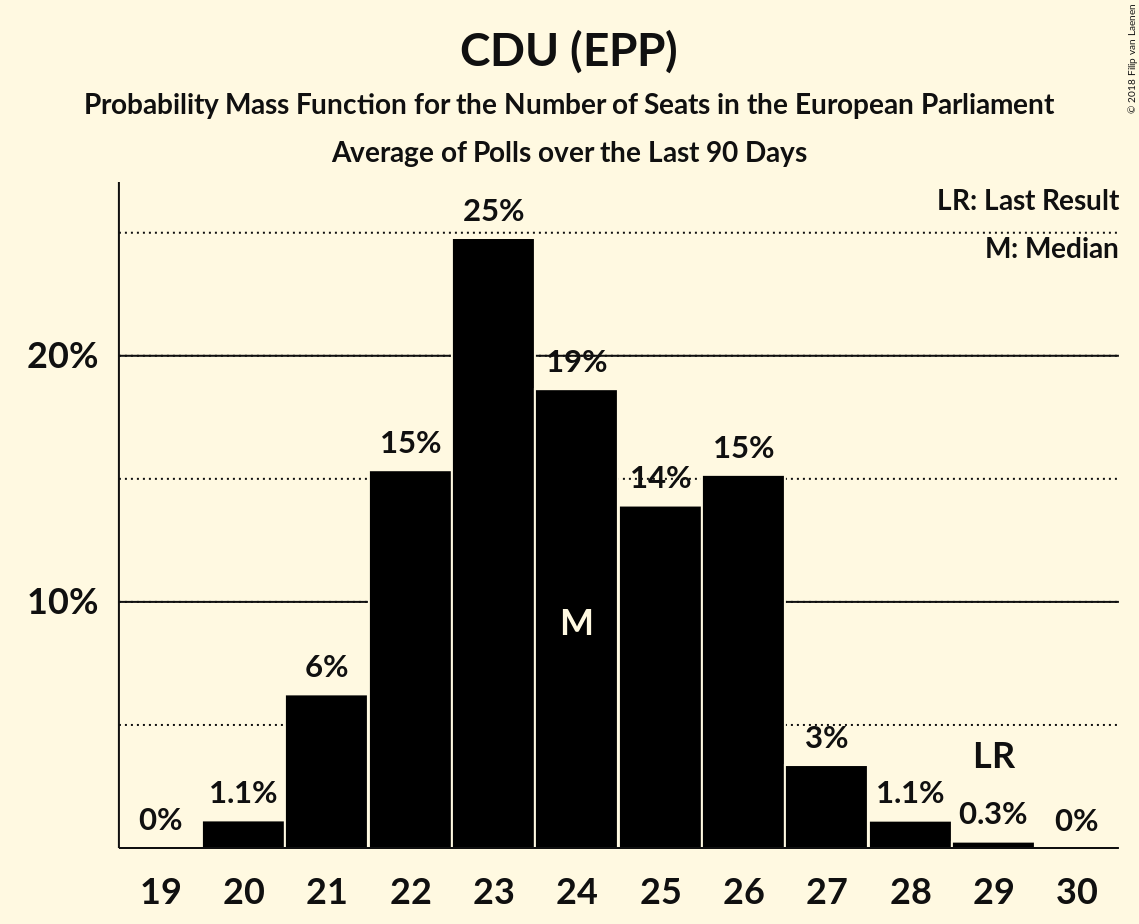 © 2018 Filip van Laenen
CDU (EPP)
Probability Mass Function for the Number of Seats in the European Parliament
Average of Polls over the Last 90 Days
LR: Last Result
M: Median
25%
20%
19%
15%
15%
14%
10%
M
6%
3%
LR
1.1%
1.1%
0.3%
0%
0%
19 20 21 22 23 24 25 26 27 28 29 30